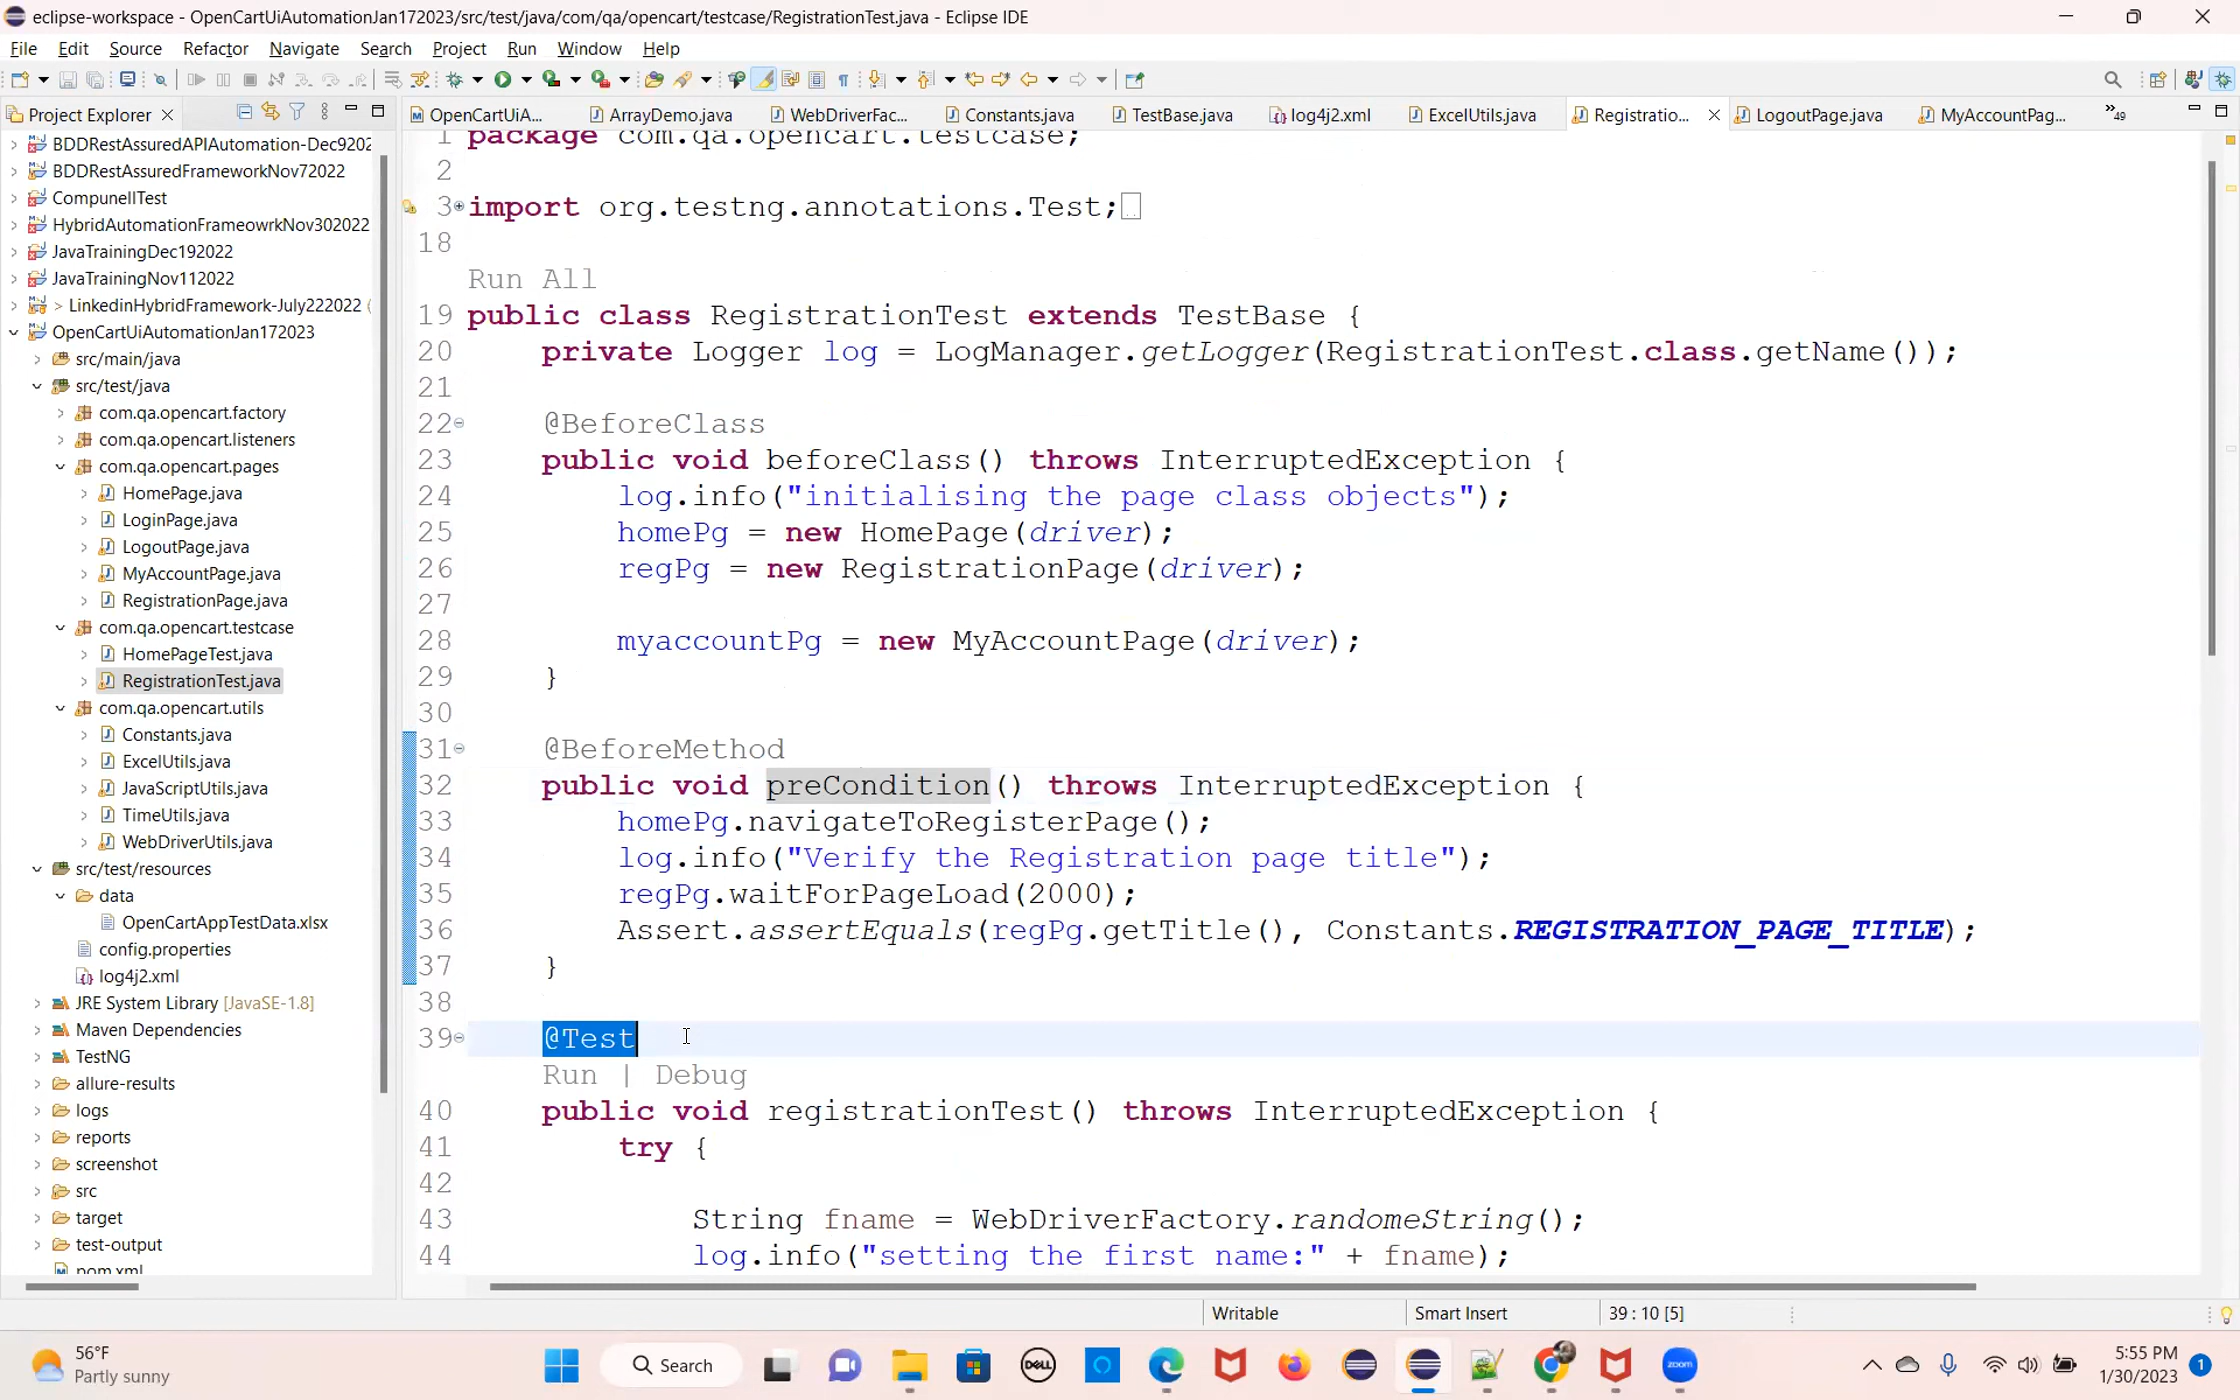 eclipse-workspace - OpenCartUiAutomationJan172023/src/test/java/com/qa/opencart/testcase/RegistrationTest.java - Eclipse IDE
File Edit Source Refactor Navigate Search Project Run Window Help
Project Explorer
OpenCartUiA... ArrayDemo.java WebDriverFac... Constants.java TestBase.java log4j2.xml ExcelUtils.java Registratio... LogoutPage.java MyAccountPag... »49
BDDRestAssuredAPIAutomation-Dec9202
BDDRestAssuredFrameworkNov72022
CompunellTest
HybridAutomationFrameowrkNov302022
JavaTrainingDec192022
JavaTrainingNov112022
> LinkedinHybridFramework-July222022 (
OpenCartUiAutomationJan172023
src/main/java
src/test/java
com.qa.opencart.factory
com.qa.opencart.listeners
com.qa.opencart.pages
HomePage.java
LoginPage.java
LogoutPage.java
MyAccountPage.java
RegistrationPage.java
com.qa.opencart.testcase
HomePageTest.java
RegistrationTest.java
com.qa.opencart.utils
Constants.java
ExcelUtils.java
JavaScriptUtils.java
TimeUtils.java
WebDriverUtils.java
src/test/resources
data
OpenCartAppTestData.xlsx
config.properties
log4j2.xml
JRE System Library [JavaSE-1.8]
Maven Dependencies
TestNG
allure-results
logs
reports
screenshot
src
target
test-output
pom.xml
1 package com.qa.opencart.testcase;
2
3 import org.testng.annotations.Test;
18
Run All
19 public class RegistrationTest extends TestBase {
20 private Logger log = LogManager.getLogger(RegistrationTest.class.getName());
21
22 @BeforeClass
23 public void beforeClass() throws InterruptedException {
24 log.info("initialising the page class objects");
25 homePg = new HomePage(driver);
26 regPg = new RegistrationPage(driver);
27
28 myaccountPg = new MyAccountPage(driver);
29 }
30
31 @BeforeMethod
32 public void preCondition() throws InterruptedException {
33 homePg.navigateToRegisterPage();
34 log.info("Verify the Registration page title");
35 regPg.waitForPageLoad(2000);
36 Assert.assertEquals(regPg.getTitle(), Constants.REGISTRATION_PAGE_TITLE);
37 }
38
39 @Test
Run | Debug
40 public void registrationTest() throws InterruptedException {
41 try {
42
43 String fname = WebDriverFactory.randomeString();
44 log.info("setting the first name:" + fname);
Writable Smart Insert 39 : 10 [5]
56°F
Partly sunny
Search
DELL
zoom
5:55 PM
1/30/2023
1